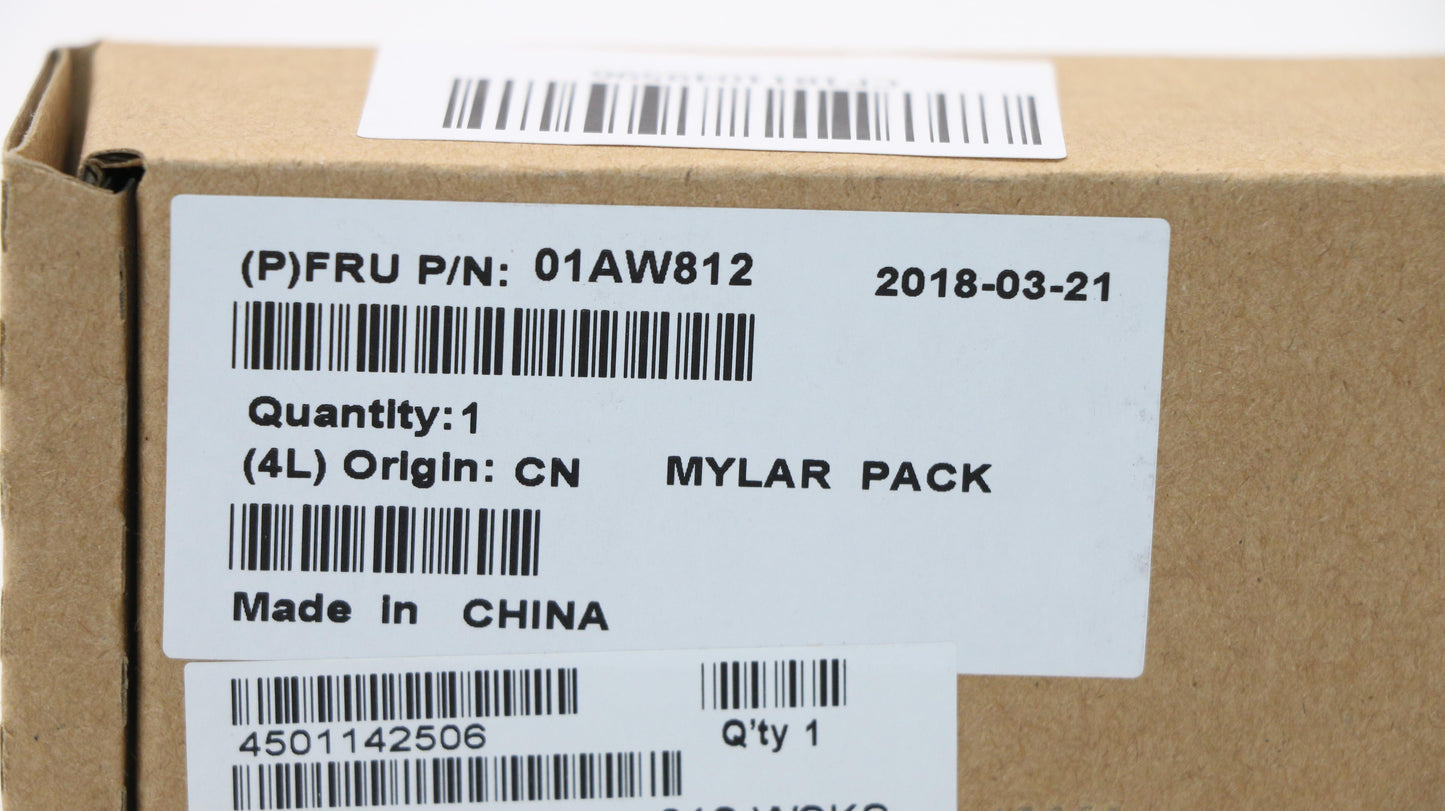 (P)FRU P/N: 01AW812 2018-03-21
Quantity:1
(4L) Origin: CN MYLAR PACK
Made in CHINA
4501142506 Q'ty 1